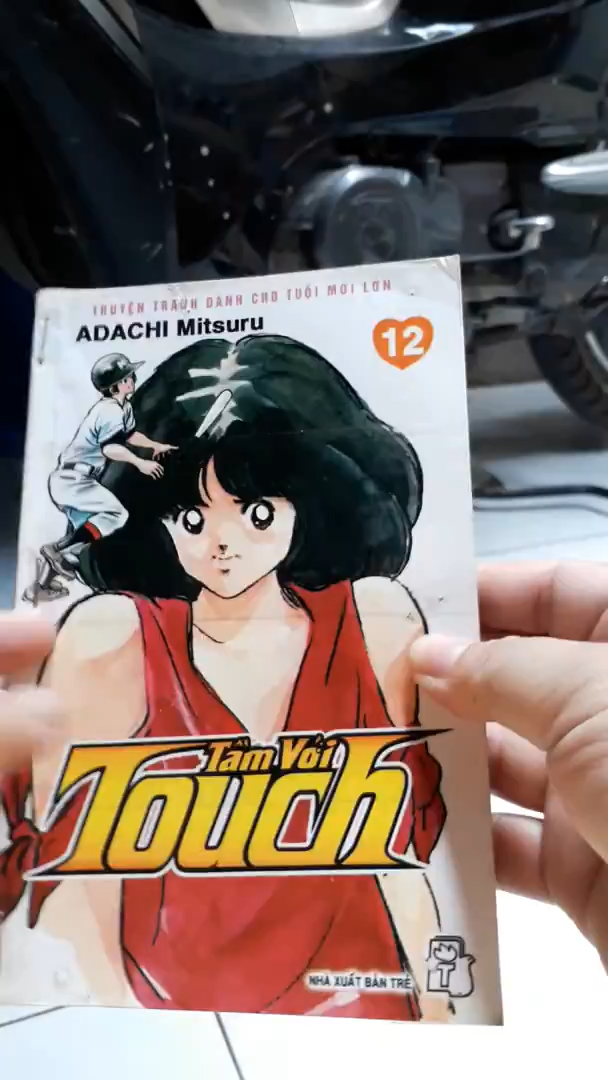 TRUYỆN TRANH DÀNH CHO TUỔI MỚI LỚN
ADACHI Mitsuru
12
Tầm Với
Touch
NHÀ XUẤT BẢN TRẺ
T